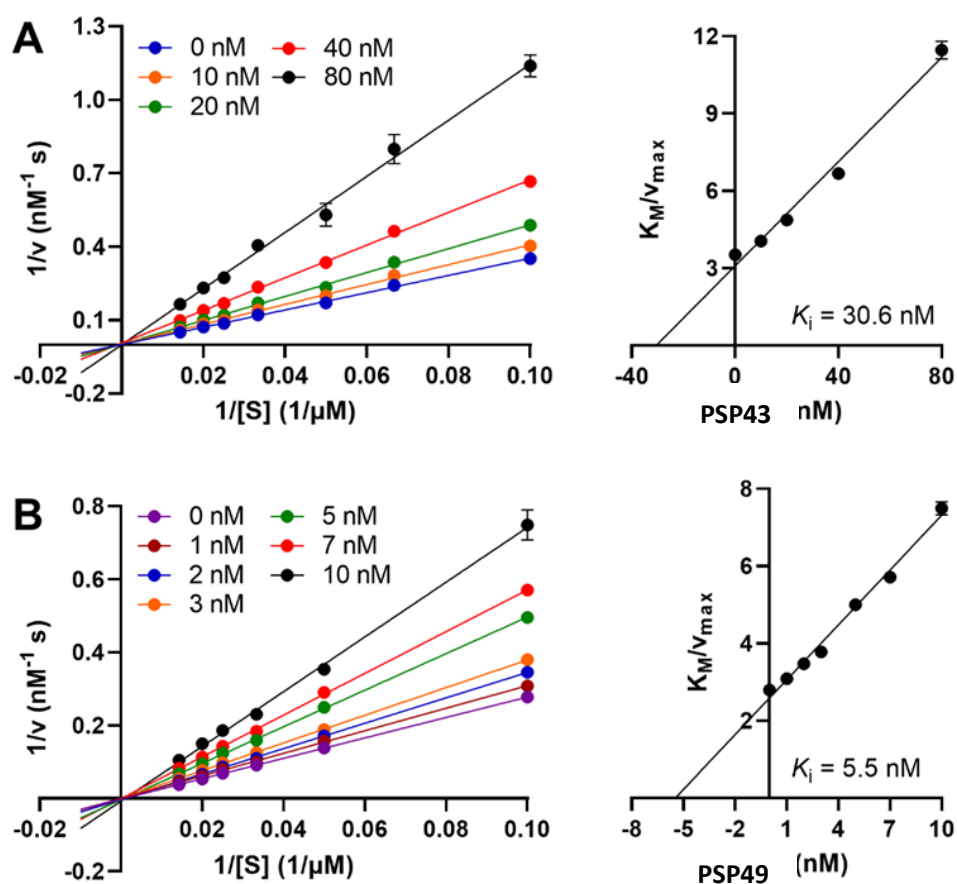 A
0 nM
10 nM
20 nM
40 nM
80 nM
1/v (nM⁻¹ s)
1.3
1.0
0.7
0.4
0.1
-0.2
-0.02
0.02
0.04
0.06
0.08
0.10
1/[S] (1/µM)
K_M/v_max
12
9
6
3
K_i = 30.6 nM
-40
0
40
80
PSP43 nM)
B
0 nM
1 nM
2 nM
3 nM
5 nM
7 nM
10 nM
1/v (nM⁻¹ s)
0.8
0.6
0.4
0.2
-0.2
-0.02
0.02
0.04
0.06
0.08
0.10
1/[S] (1/µM)
K_M/v_max
8
6
4
2
K_i = 5.5 nM
-8
-5
-2
1
4
7
10
PSP49 (nM)